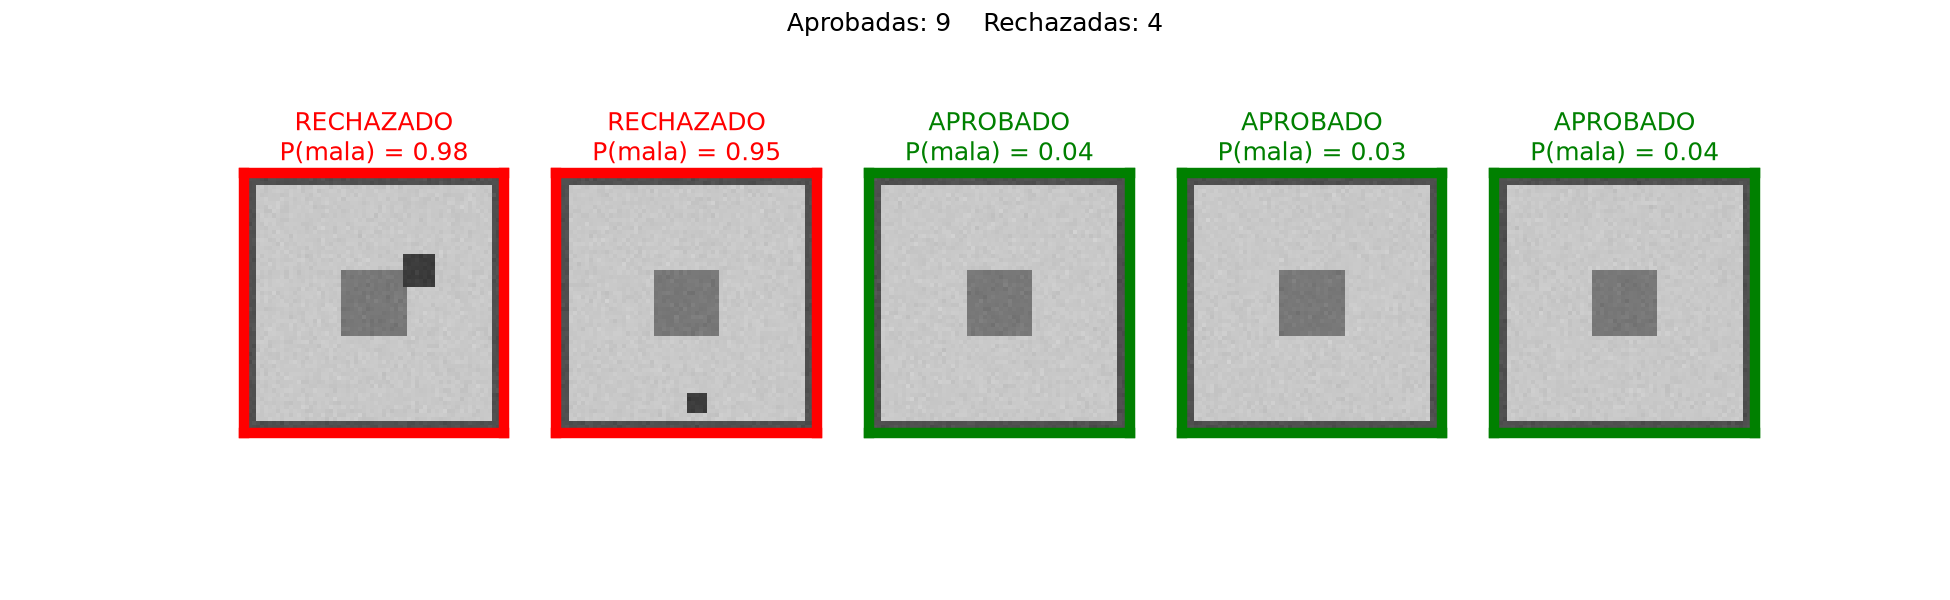 Aprobadas: 9    Rechazadas: 4
RECHAZADO
P(mala) = 0.98
RECHAZADO
P(mala) = 0.95
APROBADO
P(mala) = 0.04
APROBADO
P(mala) = 0.03
APROBADO
P(mala) = 0.04